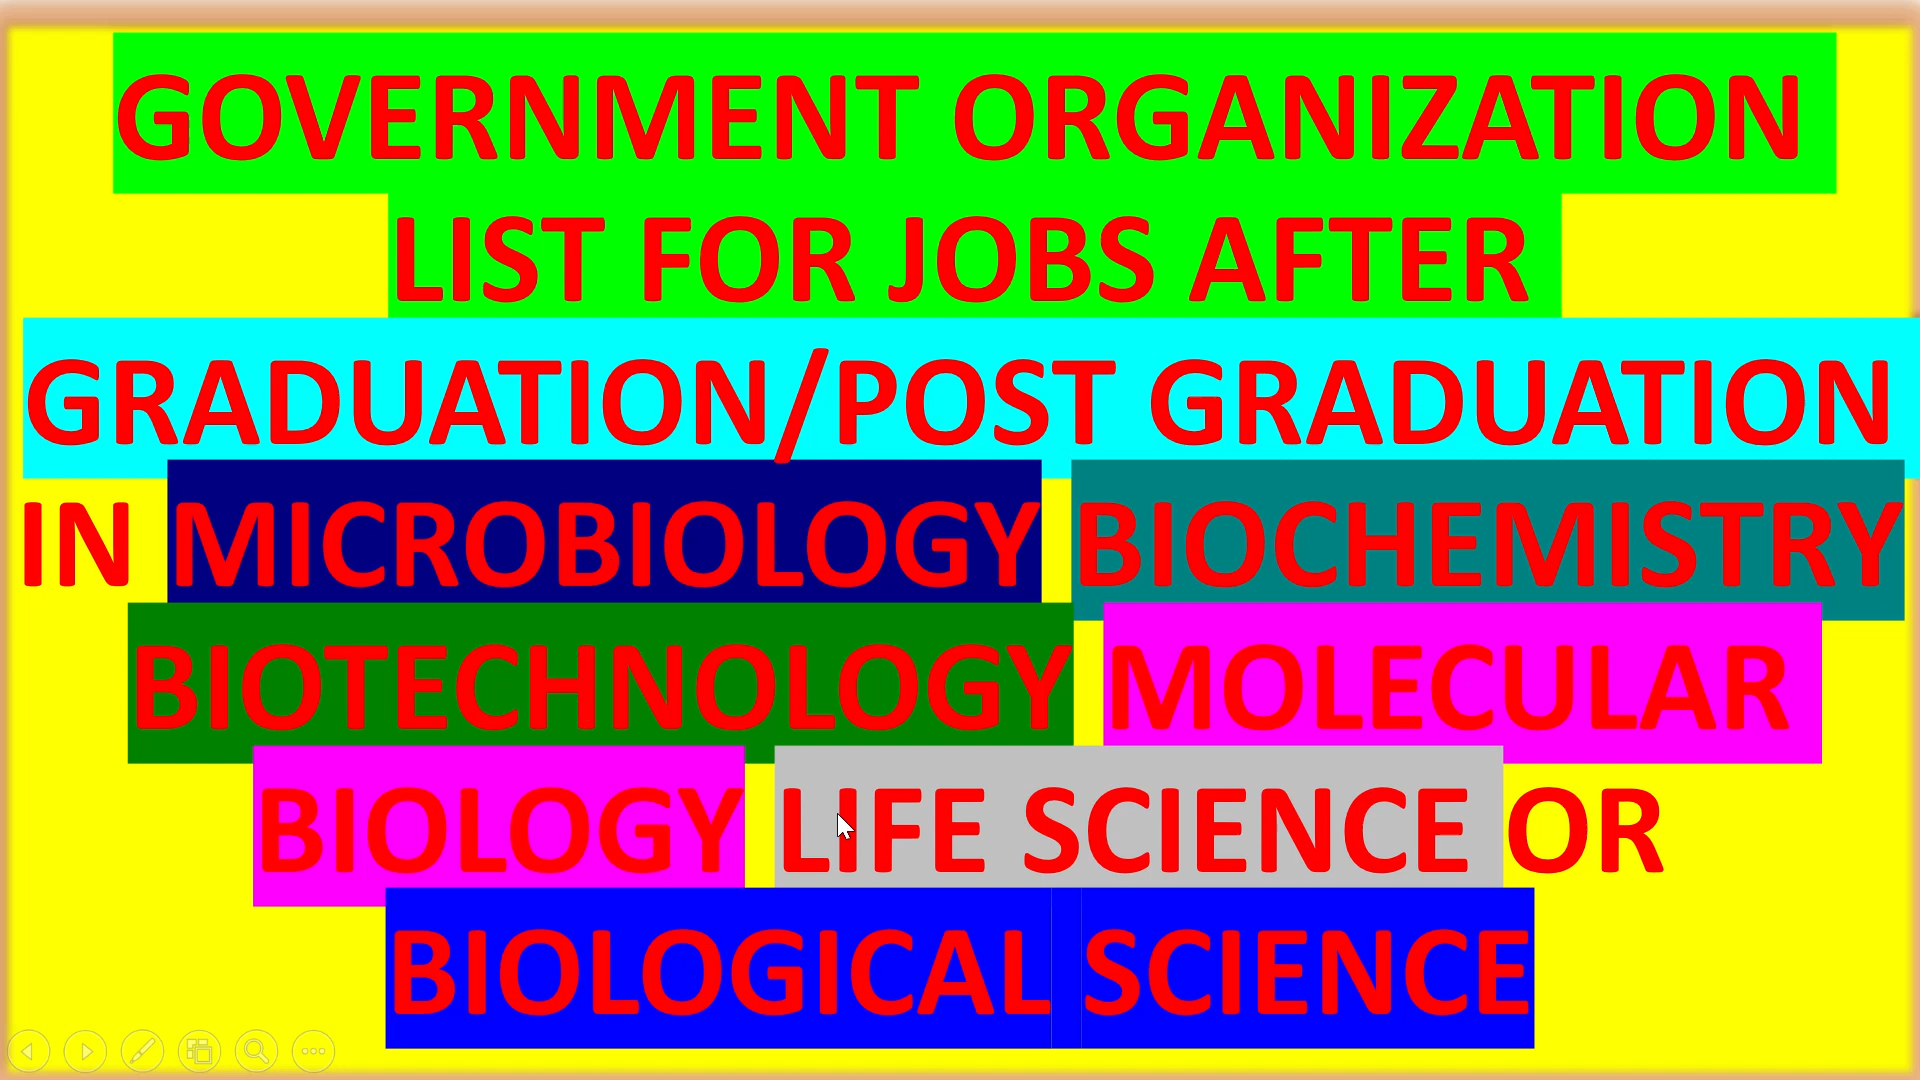 GOVERNMENT ORGANIZATION
LIST FOR JOBS AFTER
GRADUATION/POST GRADUATION
IN MICROBIOLOGY BIOCHEMISTRY
BIOTECHNOLOGY MOLECULAR
BIOLOGY LIFE SCIENCE OR
BIOLOGICAL SCIENCE